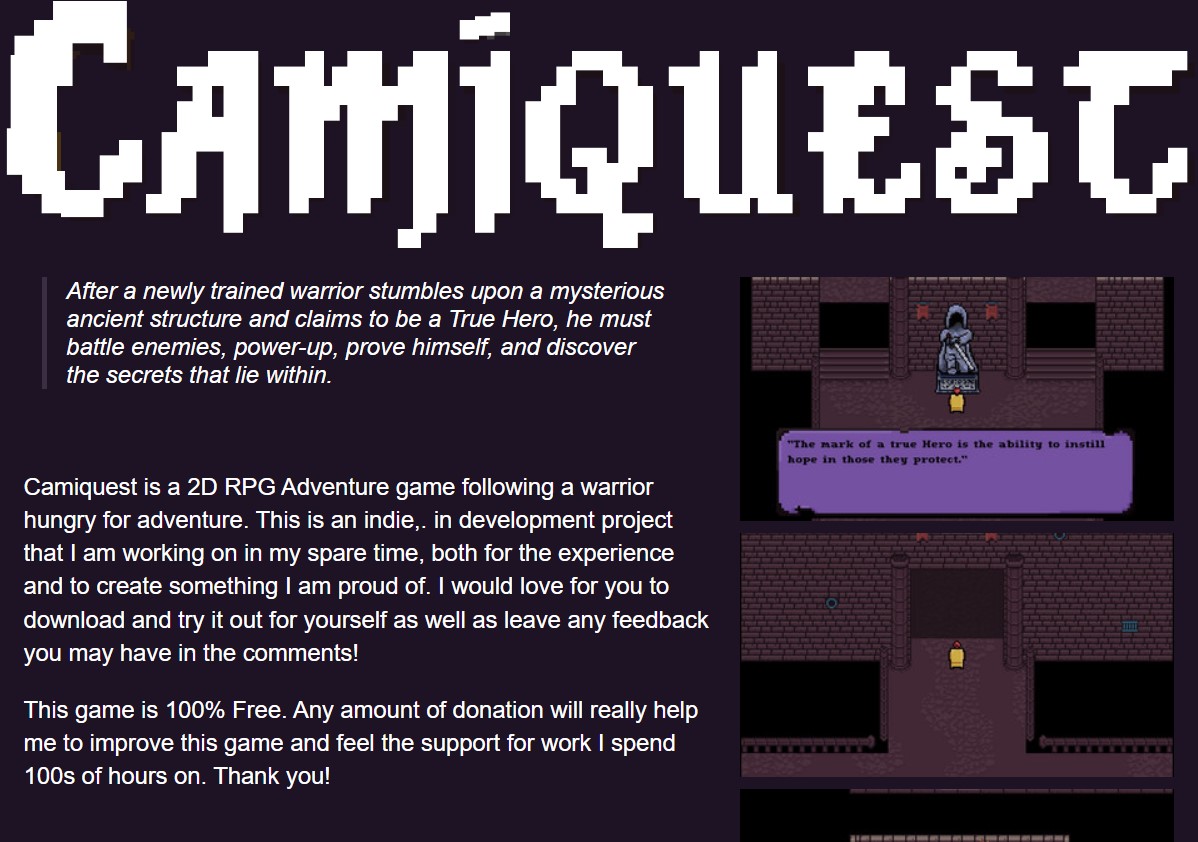 Camiquest
After a newly trained warrior stumbles upon a mysterious
ancient structure and claims to be a True Hero, he must
battle enemies, power-up, prove himself, and discover
the secrets that lie within.
"The mark of a true Hero is the ability to instill
hope in those they protect."
Camiquest is a 2D RPG Adventure game following a warrior
hungry for adventure. This is an indie,. in development project
that I am working on in my spare time, both for the experience
and to create something I am proud of. I would love for you to
download and try it out for yourself as well as leave any feedback
you may have in the comments!
This game is 100% Free. Any amount of donation will really help
me to improve this game and feel the support for work I spend
100s of hours on. Thank you!